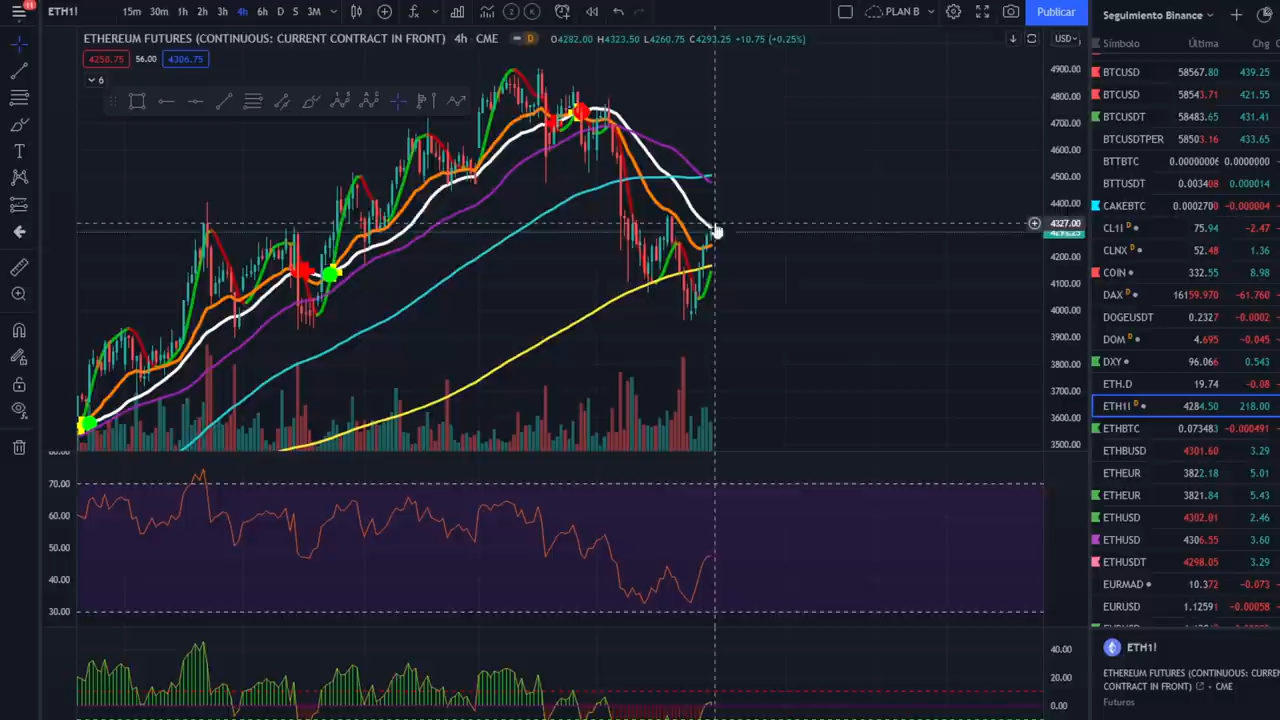 11
ETH1!
15m 30m 1h 2h 3h 4h 6h D S 3M
PLAN B
Publicar
Seguimiento Binance
ETHEREUM FUTURES (CONTINUOUS: CURRENT CONTRACT IN FRONT) 4h CME
D
O4282.00 H4323.50 L4260.75 C4293.25 +10.75 (+0.25%)
USD
Símbolo Última Chg
4250.75 56.00 4306.75
6
4900.00
4800.00
4700.00
4600.00
4500.00
4400.00
4327.00
4200.00
4100.00
4000.00
3900.00
3800.00
3700.00
3600.00
3500.00
70.00
60.00
50.00
40.00
30.00
40.00
20.00
0.00
BTCUSD 58567.80 439.25
BTCUSD 58543.71 421.55
BTCUSDT 58483.65 431.41
BTCUSDTPER 58503.16 433.65
BTTBTC 0.00000006 0.0000000
BTTUSDT 0.003408 0.000014
CAKEBTC 0.0002700 -0.000004
CL1! D 75.94 -2.47
CLNX D 52.48 1.36
COIN 332.55 8.98
DAX D 16159.970 -61.760
DOGEUSDT 0.2327 -0.0002
DOM D 4.695 -0.045
DXY 96.066 0.543
ETH.D 19.74 -0.08
ETH1! D 4284.50 218.00
ETHBTC 0.073483 -0.000491
ETHBUSD 4301.60 3.29
ETHEUR 3822.18 5.01
ETHEUR 3821.84 5.43
ETHUSD 4302.01 2.46
ETHUSD 4306.55 3.60
ETHUSDT 4298.05 3.29
EURMAD 10.372 -0.073
EURUSD 1.12591 -0.00058
ETH1!
ETHEREUM FUTURES (CONTINUOUS: CURREN
CONTRACT IN FRONT) CME
Futuros